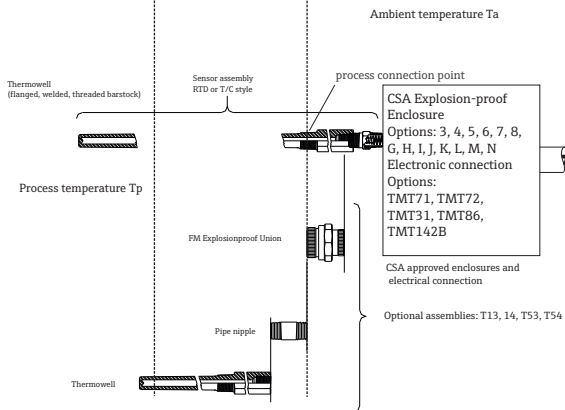 Ambient temperature Ta
Thermowell
(flanged, welded, threaded barstock)
Sensor assembly
RTD or T/C style
process connection point
CSA Explosion-proof
Enclosure
Options: 3, 4, 5, 6, 7, 8,
G, H, I, J, K, L, M, N
Electronic connection
Options:
TMT71, TMT72,
TMT31, TMT86,
TMT142B
Process temperature Tp
FM Explosionproof Union
CSA approved enclosures and
electrical connection
Optional assemblies: T13, 14, T53, T54
Pipe nipple
Thermowell